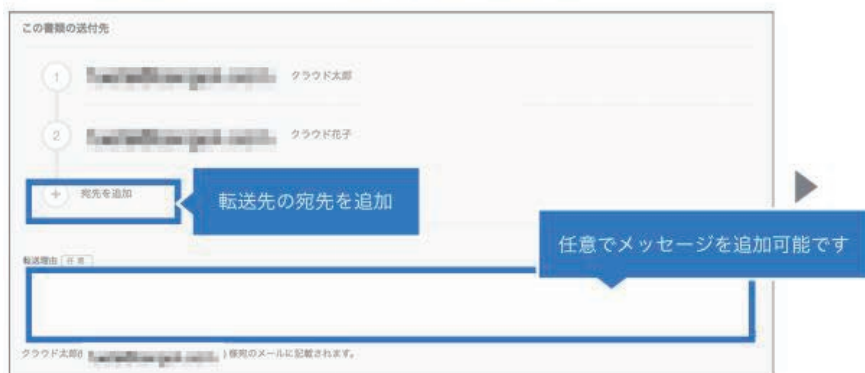 この書類の送付先
1 クラウド太郎
2 クラウド花子
+ 宛先を追加
転送先の宛先を追加
任意でメッセージを追加可能です
転送理由 任意
クラウド太郎( ) 様宛のメールに記載されます。